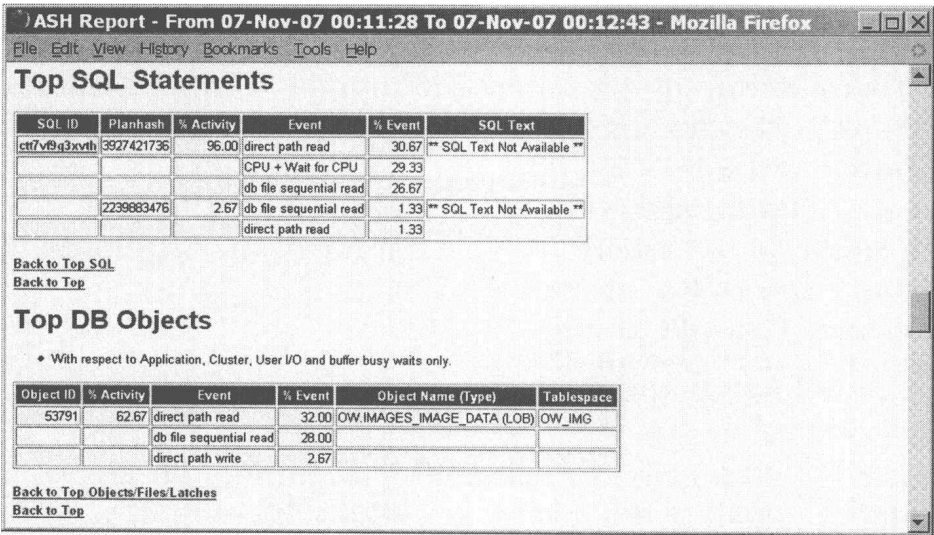 ASH Report - From 07-Nov-07 00:11:28 To 07-Nov-07 00:12:43 - Mozilla Firefox
File Edit View History Bookmarks Tools Help
Top SQL Statements
SQL ID Planhash % Activity Event % Event SQL Text
ctt7vf9g3xvth 3927421736 96.00 direct path read 30.67 ** SQL Text Not Available **
CPU + Wait for CPU 29.33
db file sequential read 26.67
2239883476 2.67 db file sequential read 1.33 ** SQL Text Not Available **
direct path read 1.33
Back to Top SQL
Back to Top
Top DB Objects
• With respect to Application, Cluster, User I/O and buffer busy waits only.
Object ID % Activity Event % Event Object Name (Type) Tablespace
53791 62.67 direct path read 32.00 OW.IMAGES_IMAGE_DATA (LOB) OW_IMG
db file sequential read 28.00
direct path write 2.67
Back to Top Objects/Files/Latches
Back to Top